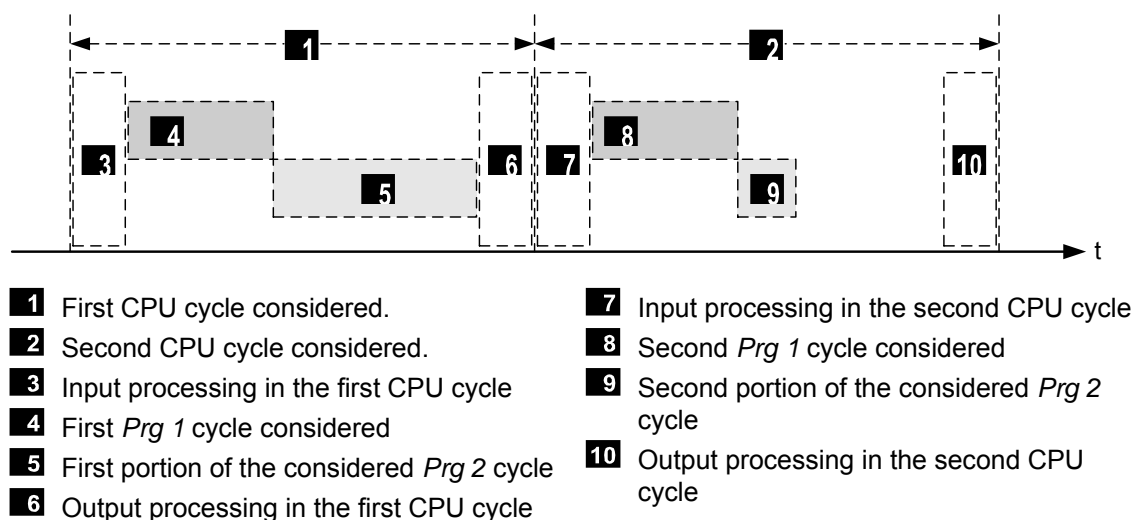 1
2
3
4
5
6
7
8
9
10
t
1 First CPU cycle considered.
2 Second CPU cycle considered.
3 Input processing in the first CPU cycle
4 First Prg 1 cycle considered
5 First portion of the considered Prg 2 cycle
6 Output processing in the first CPU cycle
7 Input processing in the second CPU cycle
8 Second Prg 1 cycle considered
9 Second portion of the considered Prg 2
cycle
10 Output processing in the second CPU
cycle